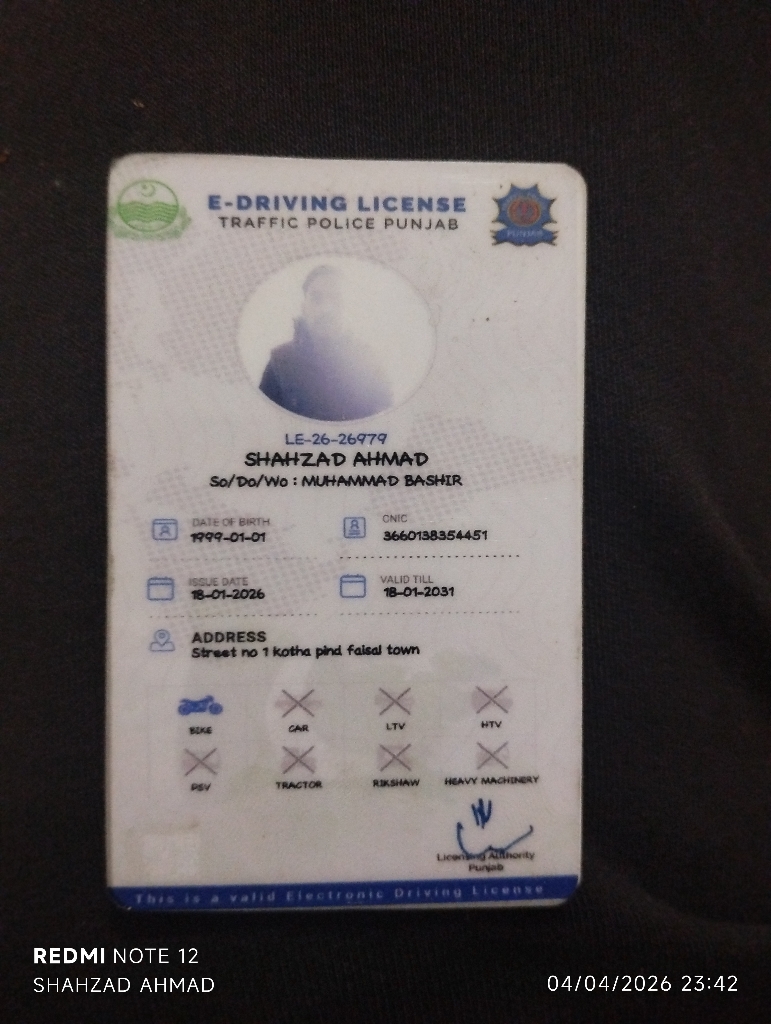 E-DRIVING LICENSE
TRAFFIC POLICE PUNJAB
PUNJAB
LE-26-26979
SHAHZAD AHMAD
So/Do/Wo : MUHAMMAD BASHIR
DATE OF BIRTH
1999-01-01
CNIC
3660138354451
ISSUE DATE
18-01-2026
VALID TILL
18-01-2031
ADDRESS
Street no 1 kotha pind faisal town
BIKE CAR LTV HTV
PSV TRACTOR RIKSHAW HEAVY MACHINERY
Licensing Authority
Punjab
This is a valid Electronic Driving License
REDMI NOTE 12
SHAHZAD AHMAD
04/04/2026 23:42